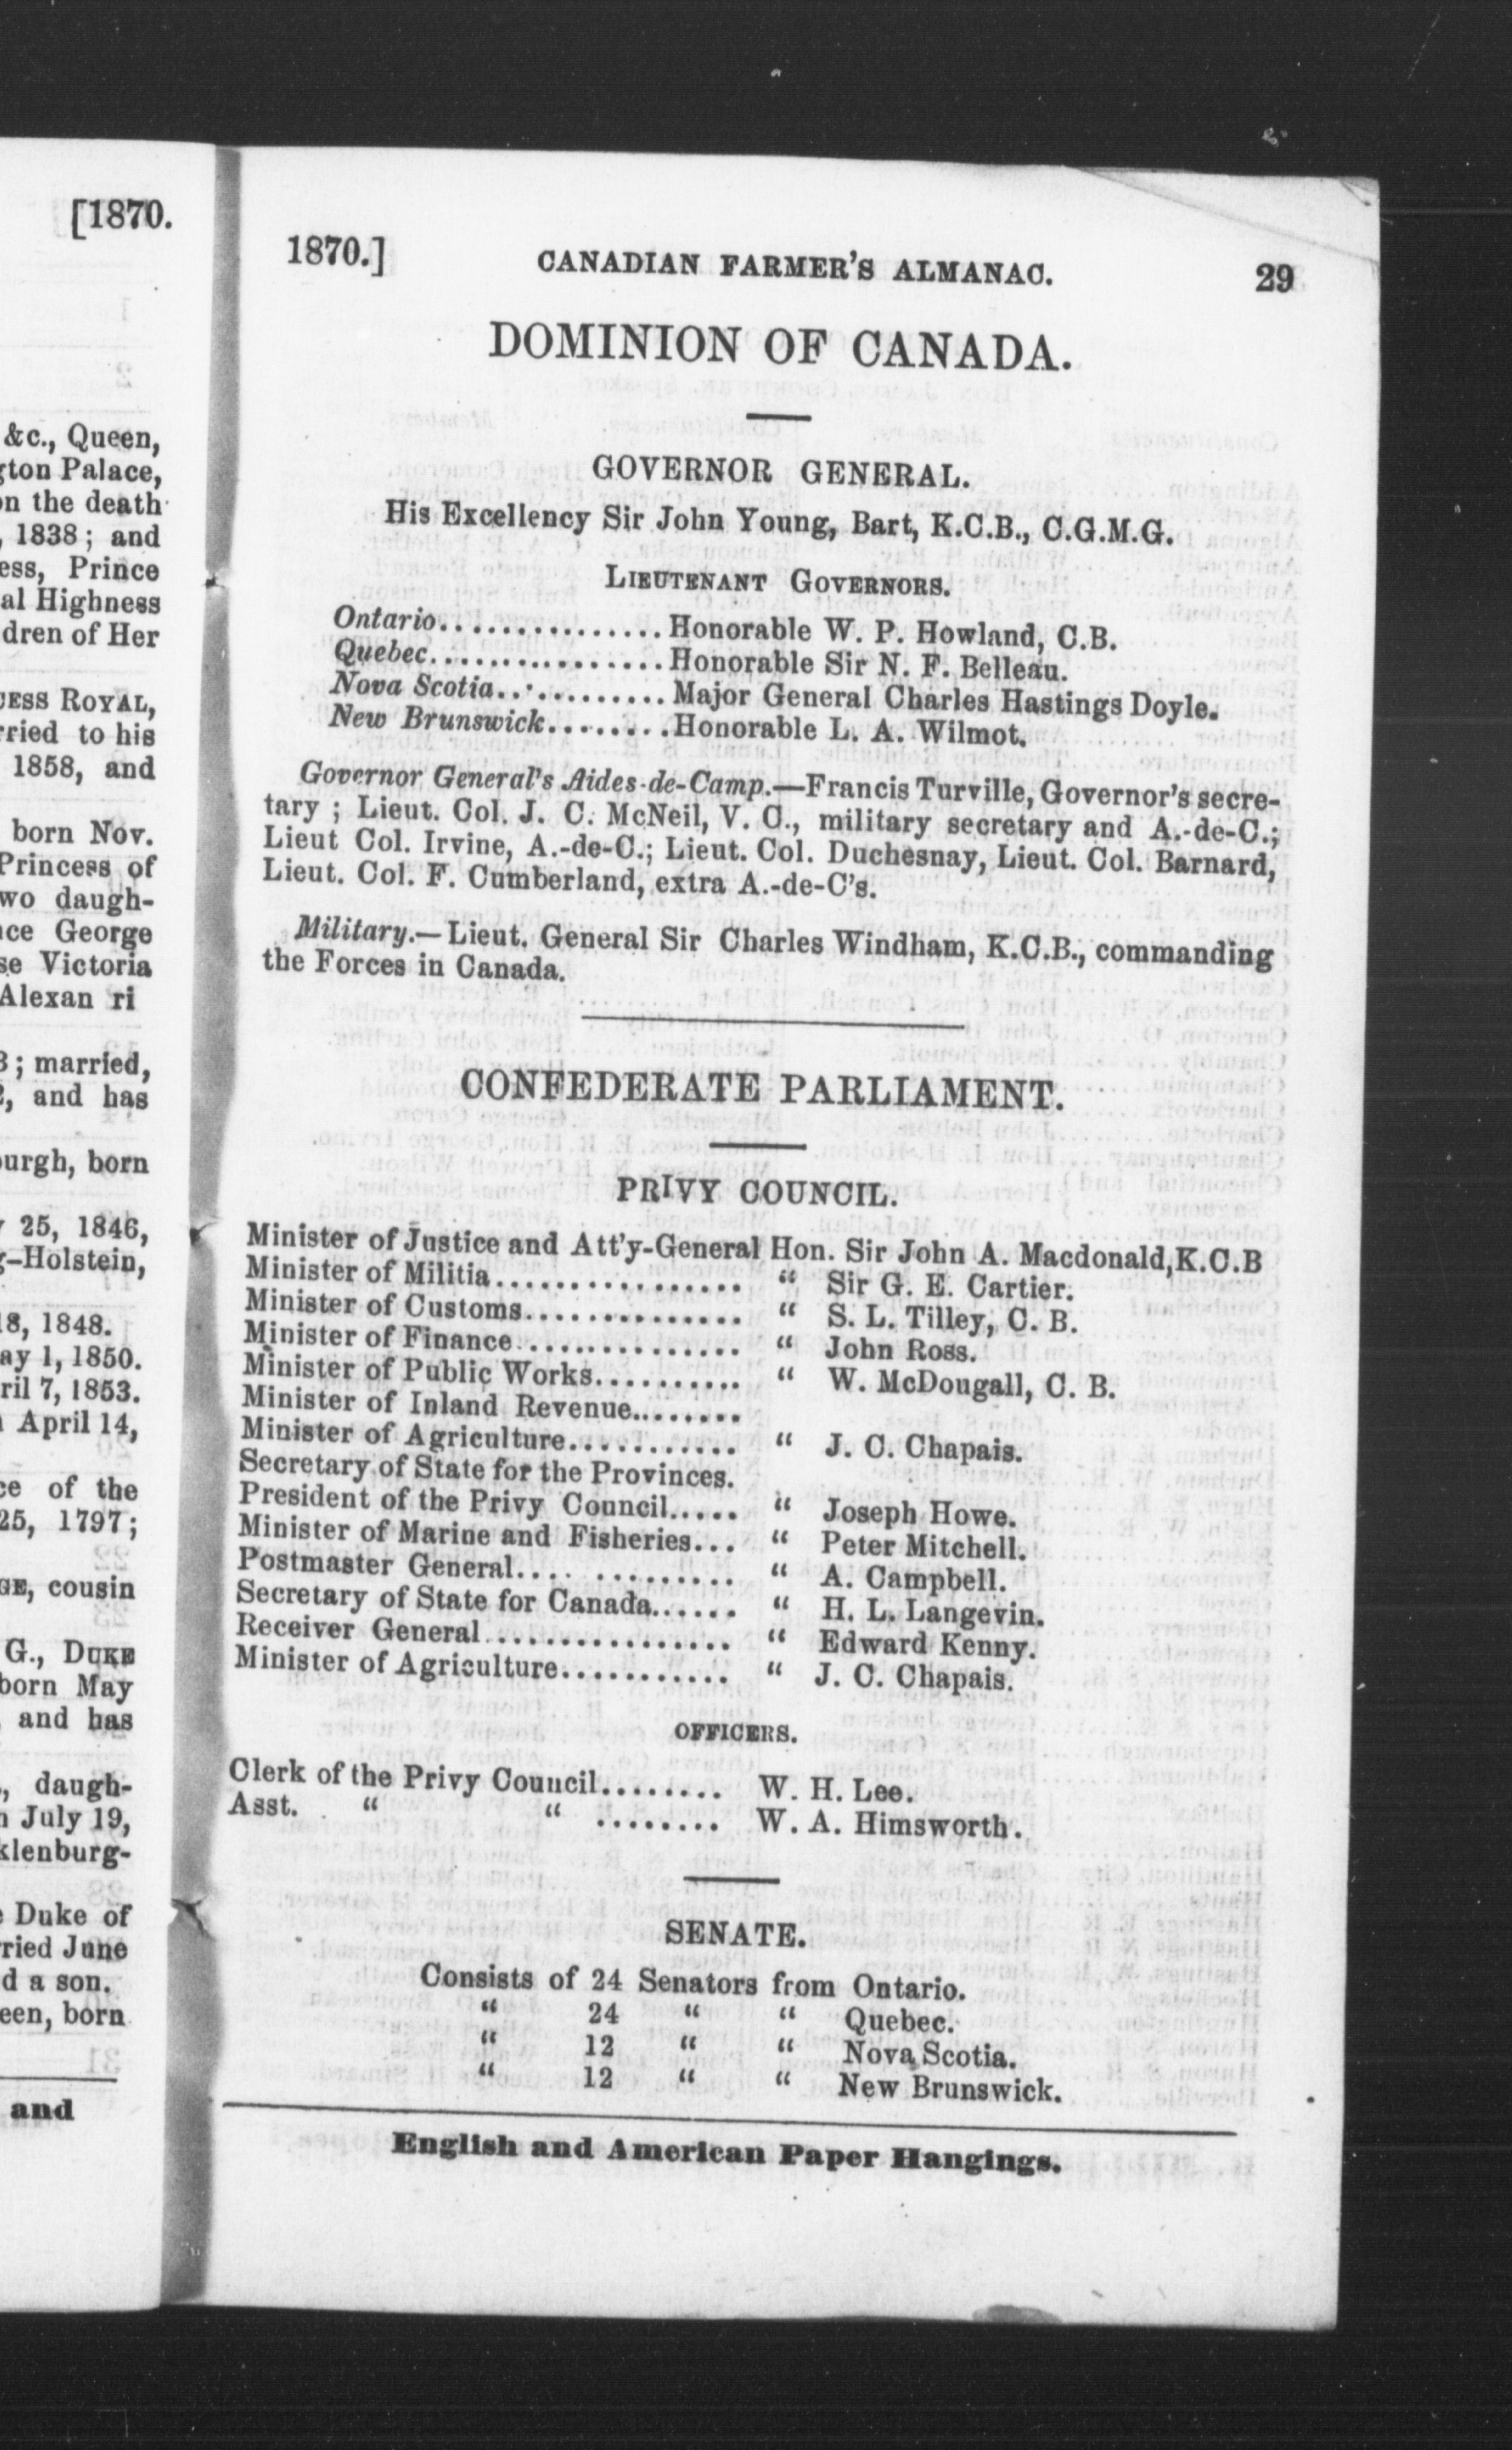 [1870.
&c., Queen,
gton Palace,
on the death
, 1838; and
ess, Prince
al Highness
dren of Her
CESS ROYAL,
rried to his
1858, and
born Nov.
Princess of
wo daugh-
nce George
se Victoria
Alexan ri
3; married,
2, and has
burgh, born
y 25, 1846,
g-Holstein,
18, 1848.
ay 1, 1850.
ril 7, 1853.
April 14,
ce of the
25, 1797;
GE, cousin
G., DUKE
born May
and has
, daugh-
n July 19,
klenburg-
e Duke of
rried June
d a son.
een, born
and
1870.] CANADIAN FARMER'S ALMANAC. 29
DOMINION OF CANADA.
GOVERNOR GENERAL.
His Excellency Sir John Young, Bart, K.C.B., C.G.M.G.
LIEUTENANT GOVERNORS.
Ontario................Honorable W. P. Howland, C.B.
Quebec................Honorable Sir N. F. Belleau.
Nova Scotia............Major General Charles Hastings Doyle.
New Brunswick........Honorable L. A. Wilmot.
Governor General's Aides-de-Camp.—Francis Turville, Governor's secre-
tary ; Lieut. Col. J. C. McNeil, V. C., military secretary and A.-de-C.;
Lieut Col. Irvine, A.-de-C.; Lieut. Col. Duchesnay, Lieut. Col. Barnard,
Lieut. Col. F. Cumberland, extra A.-de-C's.
Military.—Lieut. General Sir Charles Windham, K.C.B., commanding
the Forces in Canada.
CONFEDERATE PARLIAMENT.
PRIVY COUNCIL.
Minister of Justice and Att'y-General Hon. Sir John A. Macdonald, K.C.B
Minister of Militia................. " Sir G. E. Cartier.
Minister of Customs............... " S. L. Tilley, C. B.
Minister of Finance................ " John Ross.
Minister of Public Works........... " W. McDougall, C. B.
Minister of Inland Revenue........
Minister of Agriculture............ " J. C. Chapais.
Secretary of State for the Provinces.
President of the Privy Council..... " Joseph Howe.
Minister of Marine and Fisheries... " Peter Mitchell.
Postmaster General.... .......... " A. Campbell.
Secretary of State for Canada...... " H. L. Langevin.
Receiver General................. " Edward Kenny.
Minister of Agriculture............ " J. C. Chapais.
OFFICERS.
Clerk of the Privy Council........ W. H. Lee.
Asst. " " ........ W. A. Himsworth.
SENATE.
Consists of 24 Senators from Ontario.
" 24 " " Quebec.
" 12 " " Nova Scotia.
" 12 " " New Brunswick.
English and American Paper Hangings.